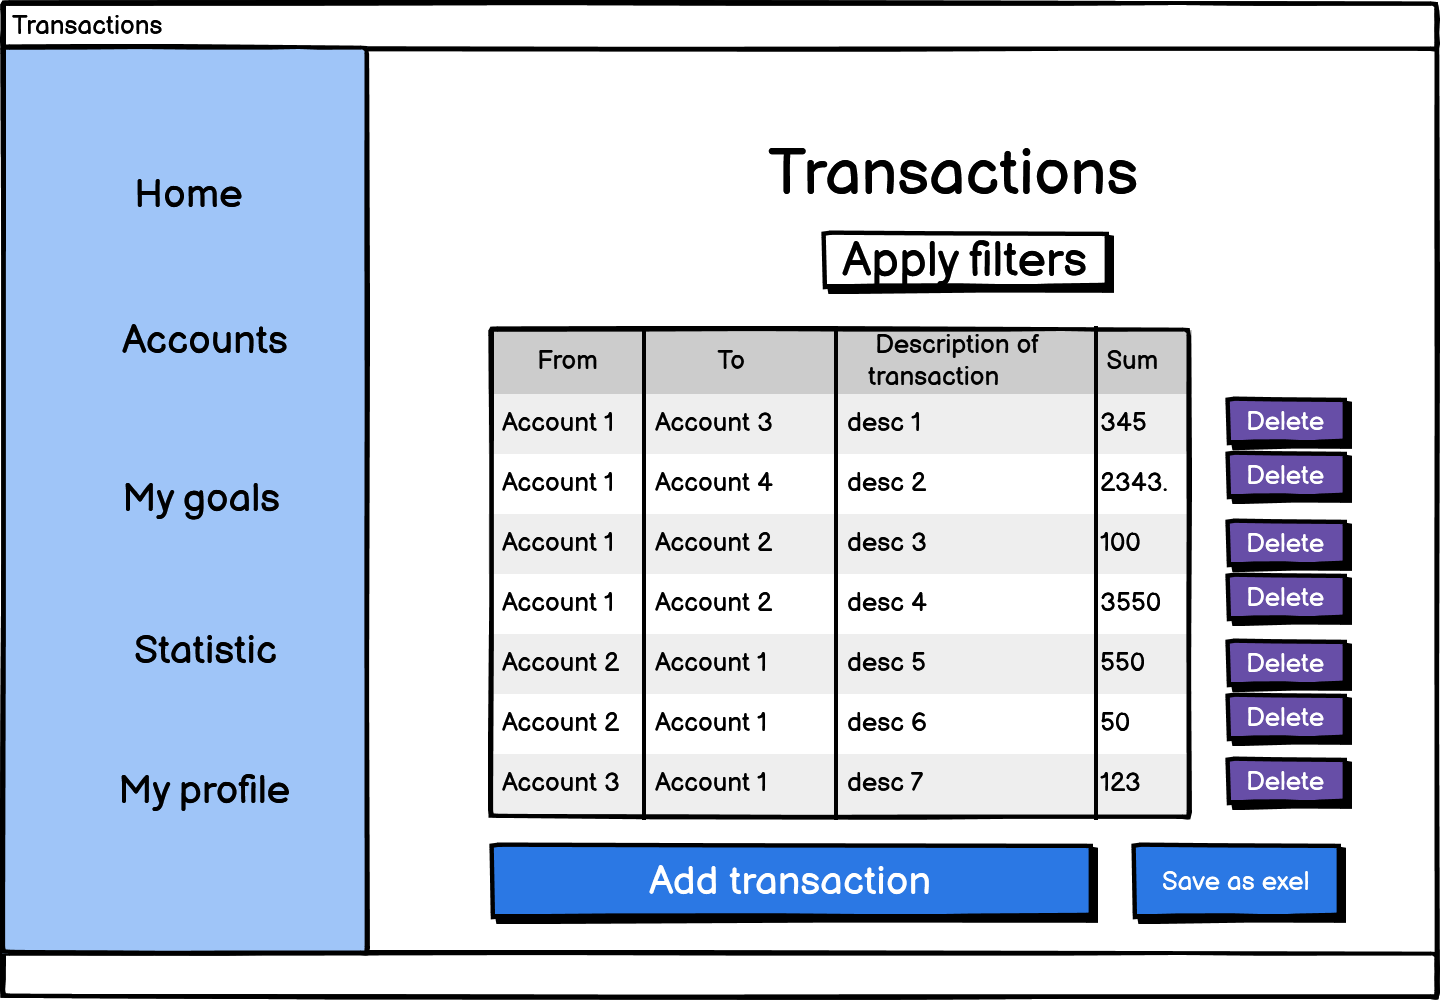 Transactions
Home
Accounts
My goals
Statistic
My profile
Transactions
Apply filters
From To Description of
transaction Sum
Account 1 Account 3 desc 1 345 Delete
Account 1 Account 4 desc 2 2343. Delete
Account 1 Account 2 desc 3 100 Delete
Account 1 Account 2 desc 4 3550 Delete
Account 2 Account 1 desc 5 550 Delete
Account 2 Account 1 desc 6 50 Delete
Account 3 Account 1 desc 7 123 Delete
Add transaction Save as exel